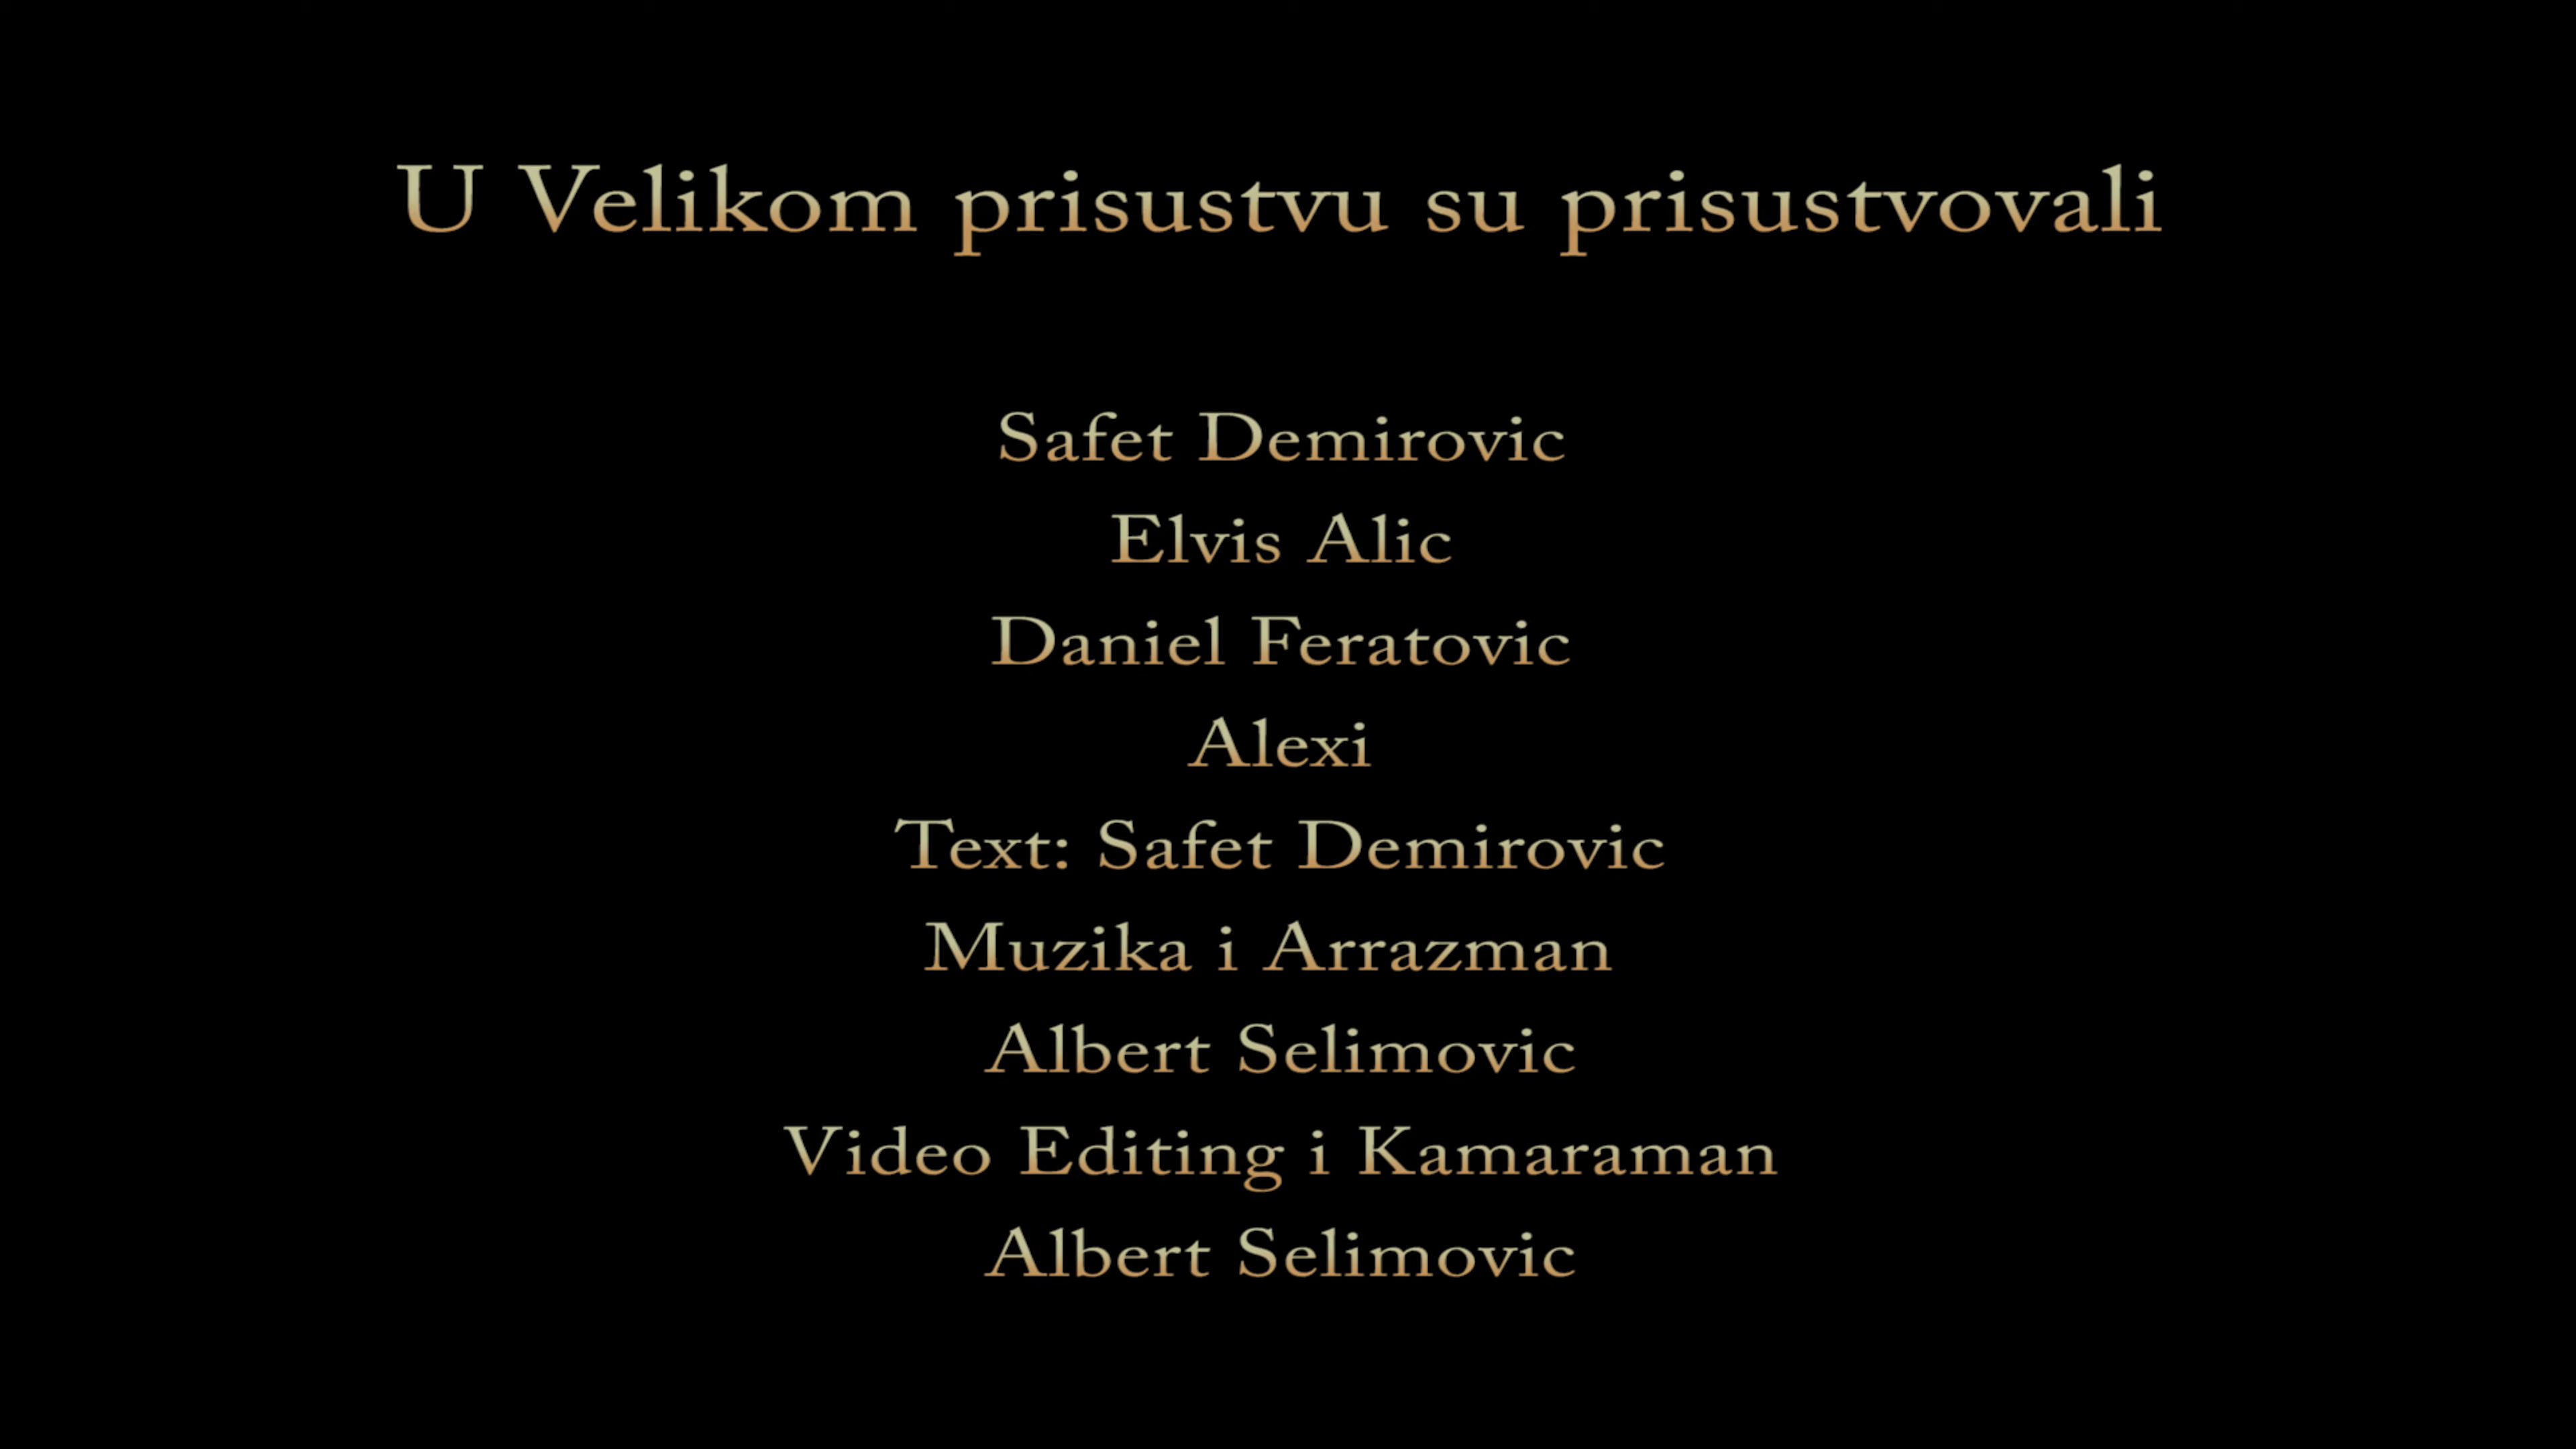 U Velikom prisustvu su prisustvovali
Safet Demirovic
Elvis Alic
Daniel Feratovic
Alexi
Text: Safet Demirovic
Muzika i Arrazman
Albert Selimovic
Video Editing i Kamaraman
Albert Selimovic